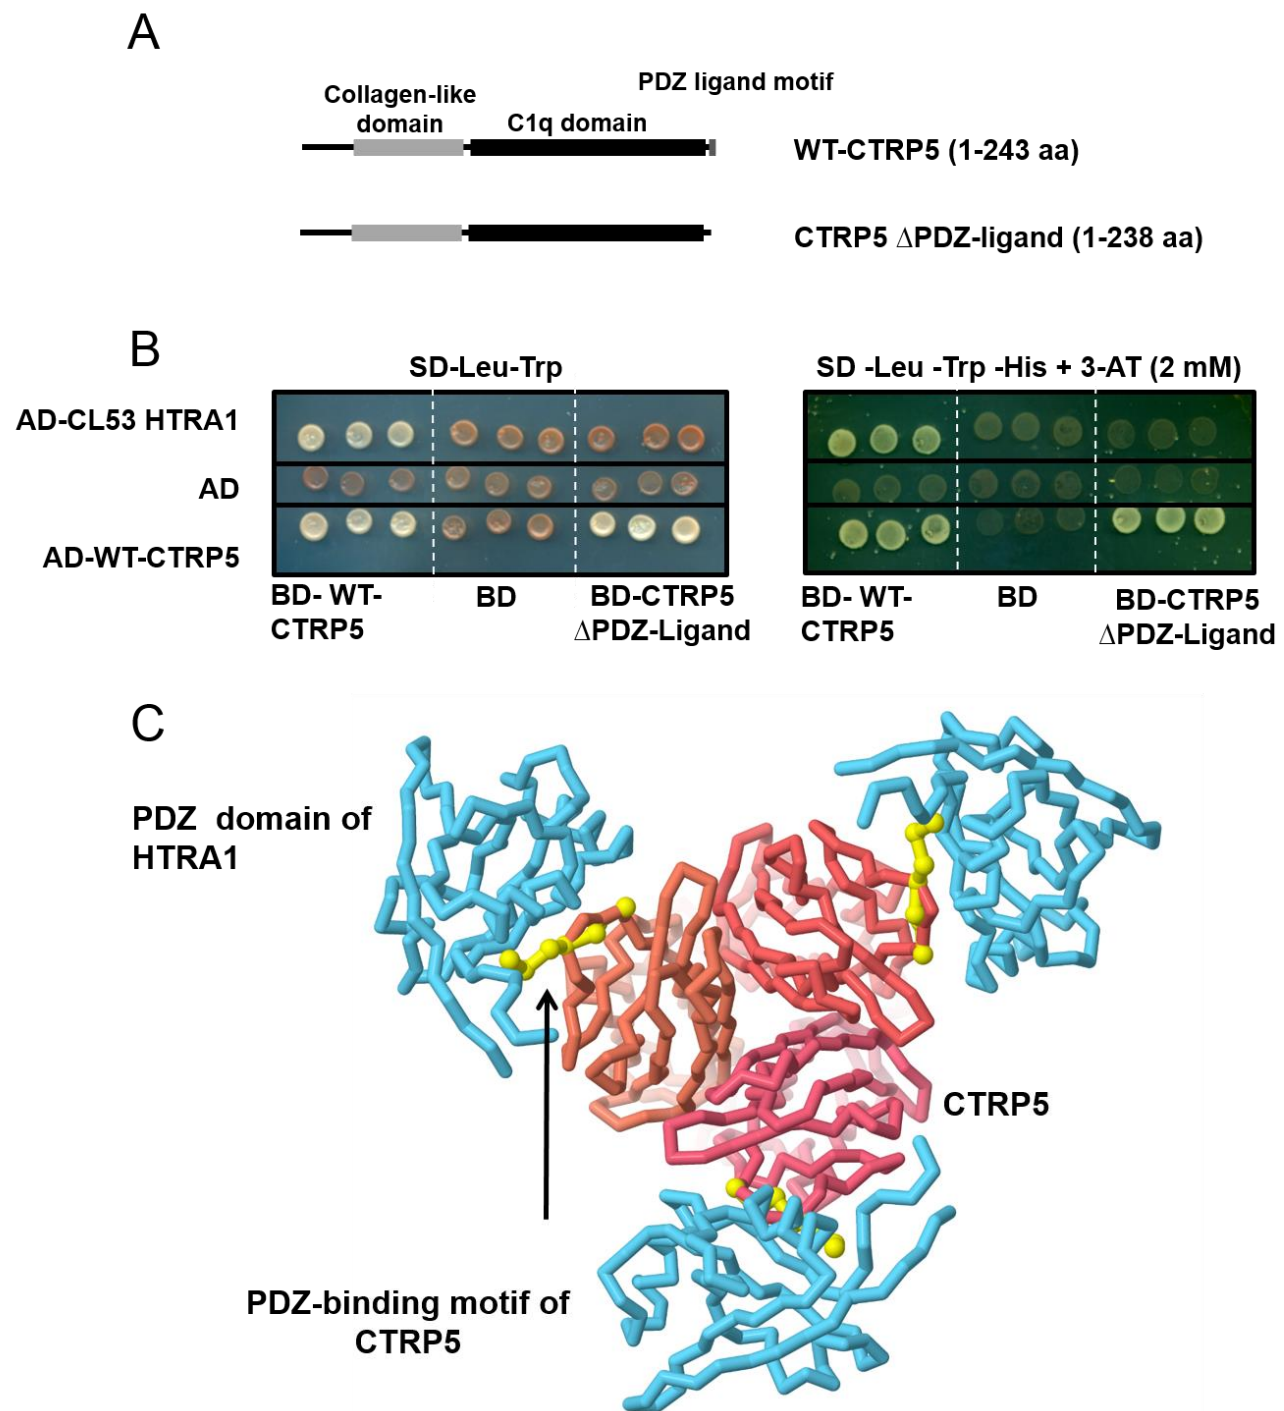 A
Collagen-like
domain
C1q domain
PDZ ligand motif
WT-CTRP5 (1-243 aa)
CTRP5 ∆PDZ-ligand (1-238 aa)
B
SD-Leu-Trp
SD -Leu -Trp -His + 3-AT (2 mM)
AD-CL53 HTRA1
AD
AD-WT-CTRP5
BD- WT-
CTRP5
BD
BD-CTRP5
∆PDZ-Ligand
BD- WT-
CTRP5
BD
BD-CTRP5
∆PDZ-Ligand
C
PDZ domain of
HTRA1
CTRP5
PDZ-binding motif of
CTRP5